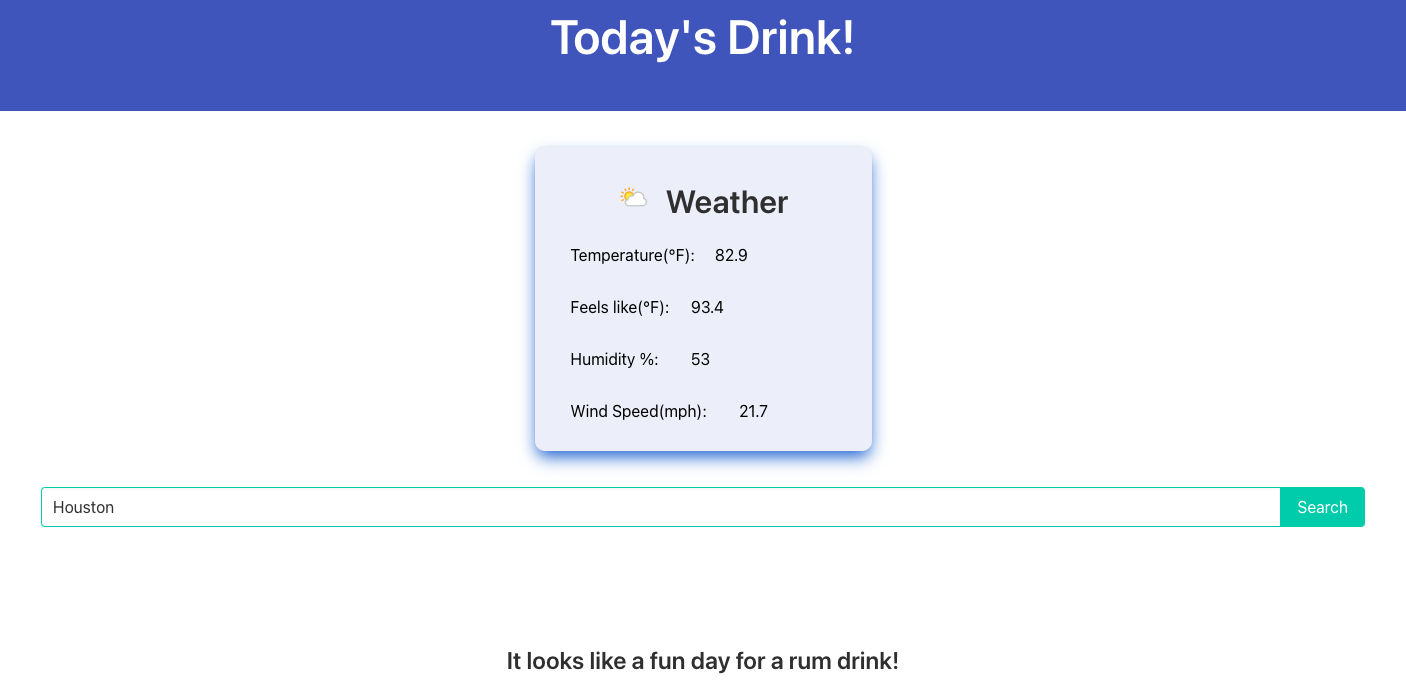 Today's Drink!
Weather
Temperature(°F): 82.9
Feels like(°F): 93.4
Humidity %: 53
Wind Speed(mph): 21.7
Houston Search
It looks like a fun day for a rum drink!